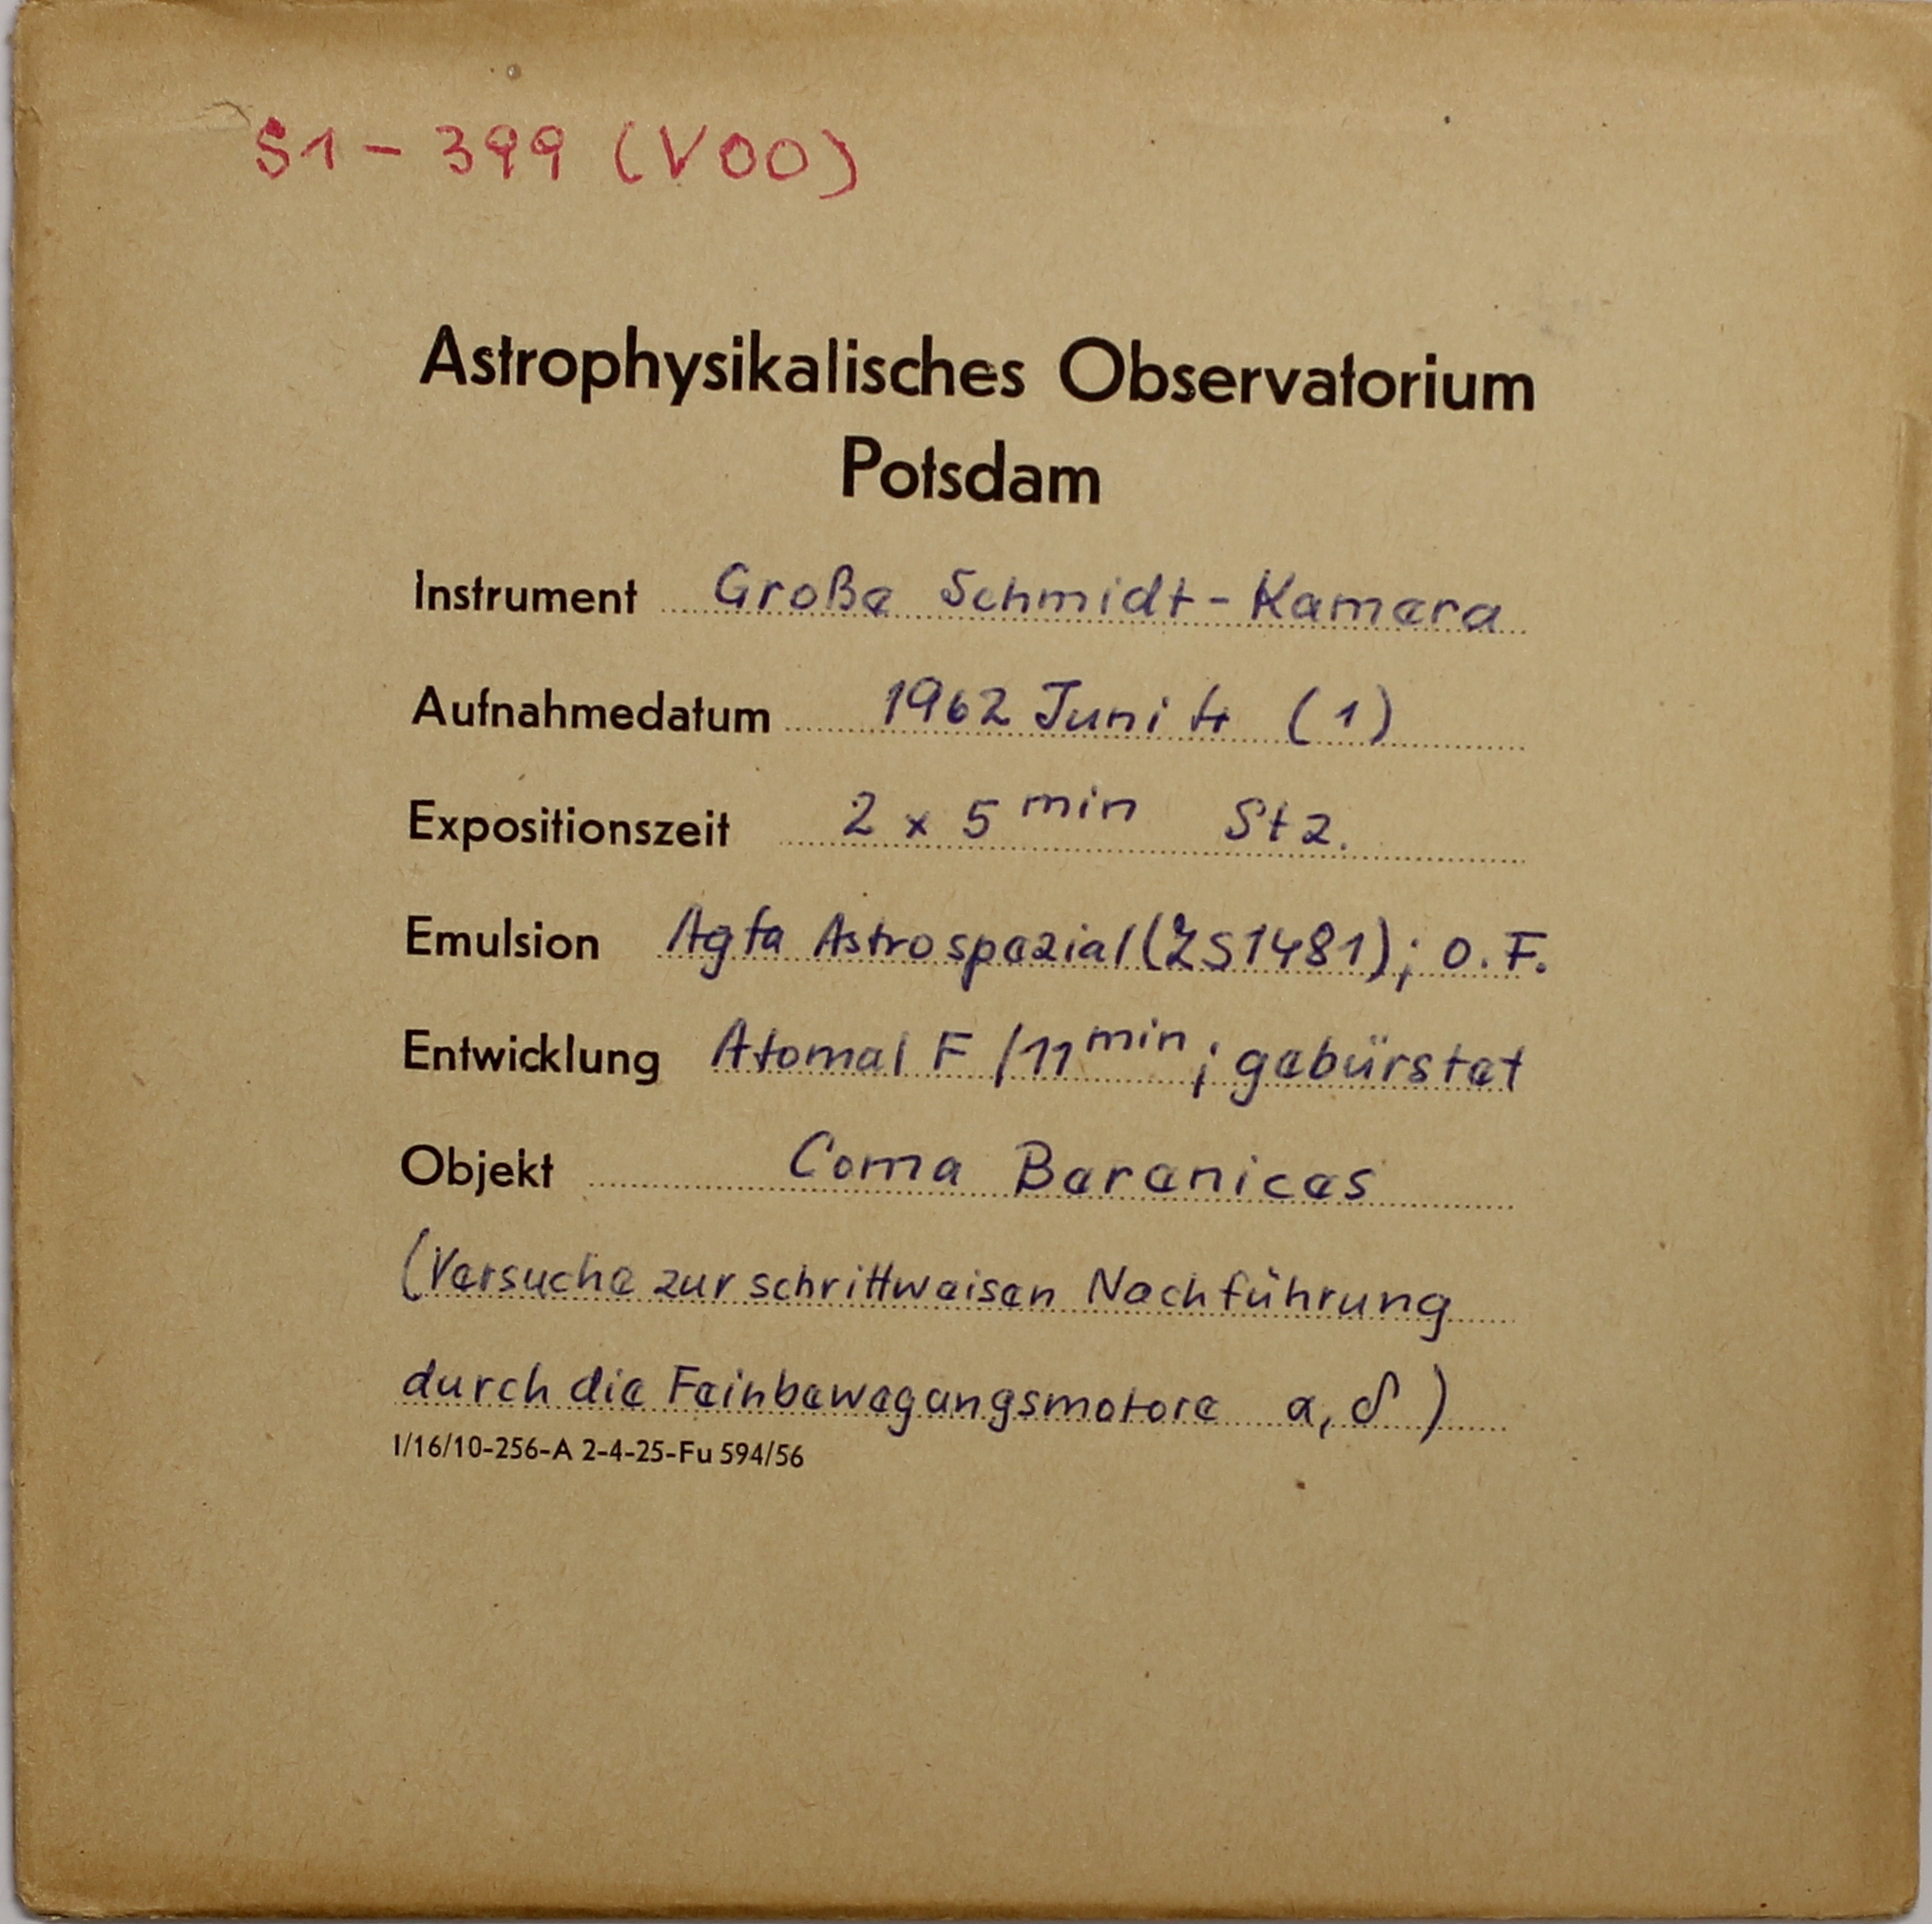 S1 - 399 (V00)
Astrophysikalisches Observatorium
Potsdam
Instrument Große Schmidt-Kamera
Aufnahmedatum 1962 Juni 4 (1)
Expositionszeit 2 x 5 min Stz.
Emulsion Agfa Astrospezial (ZS1481); o. F.
Entwicklung Atomal F / 11 min; gebürstet
Objekt Coma Berenices
(Versuche zur schrittweisen Nachführung
durch die Feinbewegungsmotore α, δ)
I/16/10-256-A 2-4-25-Fu 594/56